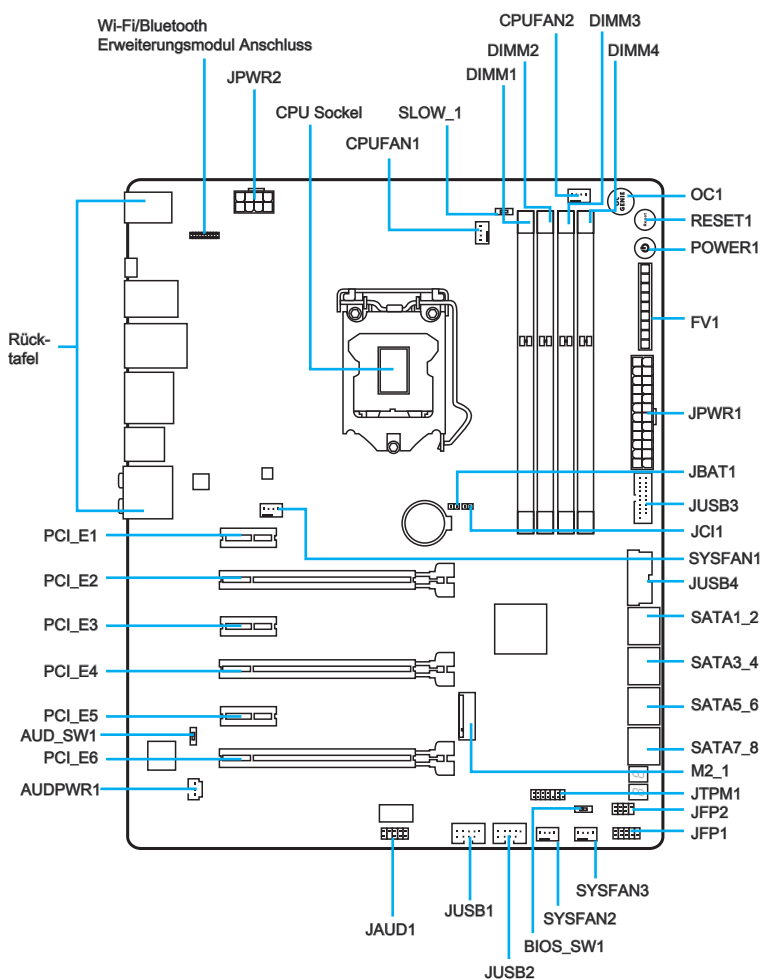 Wi-Fi/Bluetooth
Erweiterungsmodul Anschluss
JPWR2
CPU Sockel
CPUFAN1
SLOW_1
DIMM1
DIMM2
CPUFAN2
DIMM3
DIMM4
OC1
GENIE
RESET1
POWER1
FV1
JPWR1
JBAT1
JUSB3
JCI1
SYSFAN1
JUSB4
SATA1_2
SATA3_4
SATA5_6
SATA7_8
M2_1
JTPM1
JFP2
JFP1
Rück-
tafel
PCI_E1
PCI_E2
PCI_E3
PCI_E4
PCI_E5
AUD_SW1
PCI_E6
AUDPWR1
JAUD1
JUSB1
JUSB2
BIOS_SW1
SYSFAN2
SYSFAN3